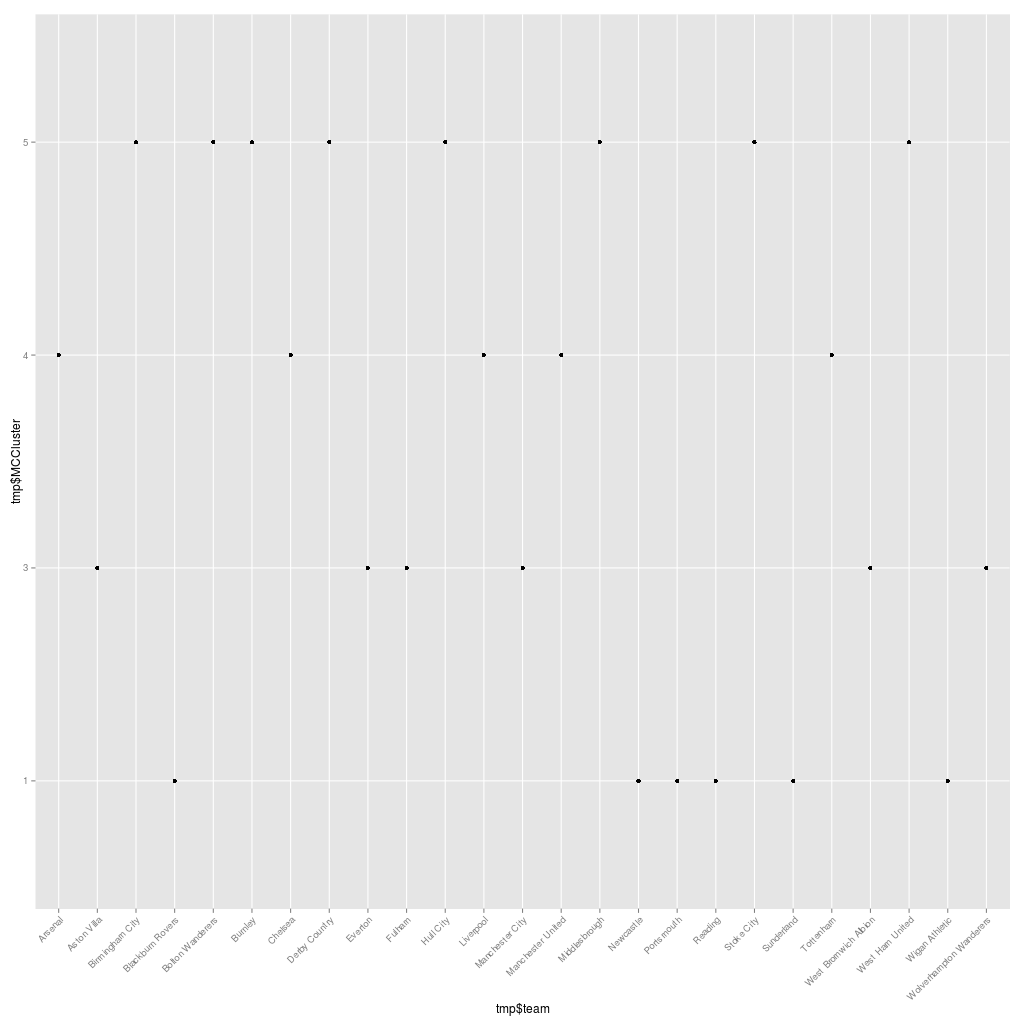 tmp$MCCluster
5
4
3
1
Arsenal
Aston Villa
Birmingham City
Blackburn Rovers
Bolton Wanderers
Burnley
Chelsea
Derby Country
Everton
Fulham
Hull City
Liverpool
Manchester City
Manchester United
Middlesbrough
Newcastle
Portsmouth
Reading
Stoke City
Sunderland
Tottenham
West Bromwich Albion
West Ham United
Wigan Athletic
Wolverhampton Wanderers
tmp$team